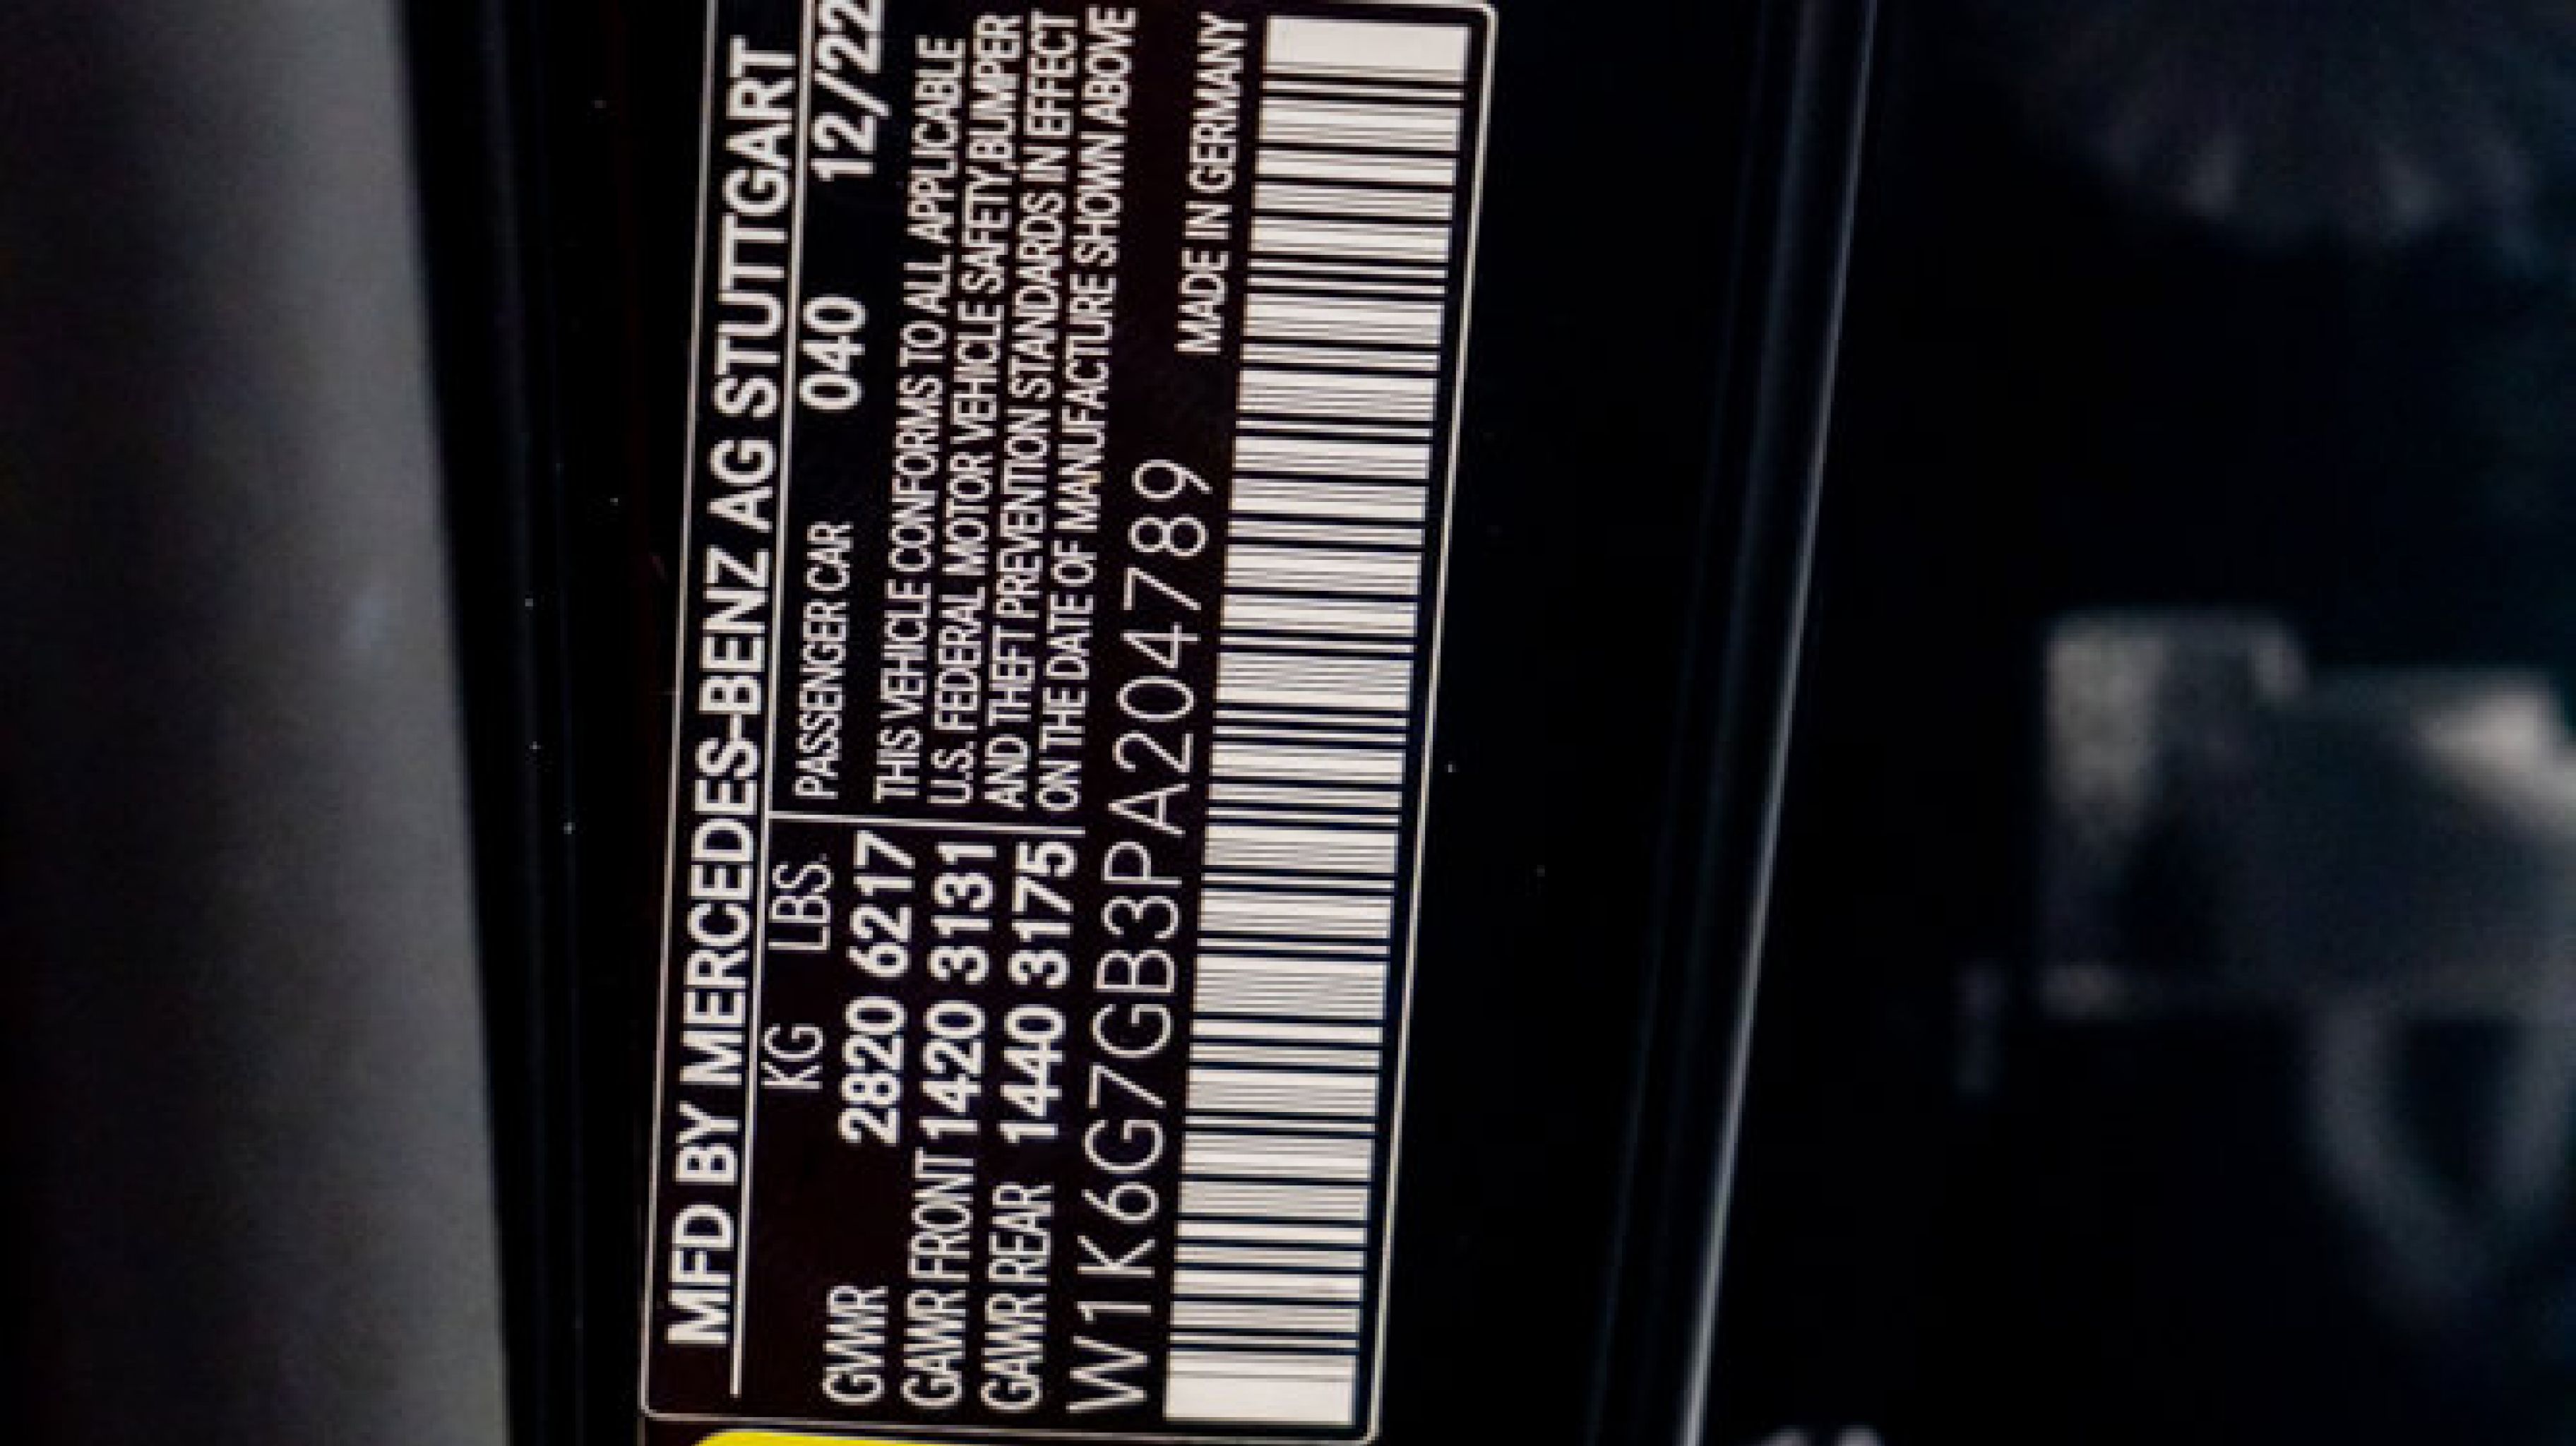 MFD BY MERCEDES-BENZ AG STUTTGART
KG LBS.
GVWR 2820 6217
GAWR FRONT 1420 3131
GAWR REAR 1440 3175
PASSENGER CAR 040 12/22
THIS VEHICLE CONFORMS TO ALL APPLICABLE
U.S. FEDERAL MOTOR VEHICLE SAFETY,BUMPER
AND THEFT PREVENTION STANDARDS IN EFFECT
ON THE DATE OF MANUFACTURE SHOWN ABOVE
W1K6G7GB3PA204789
MADE IN GERMANY